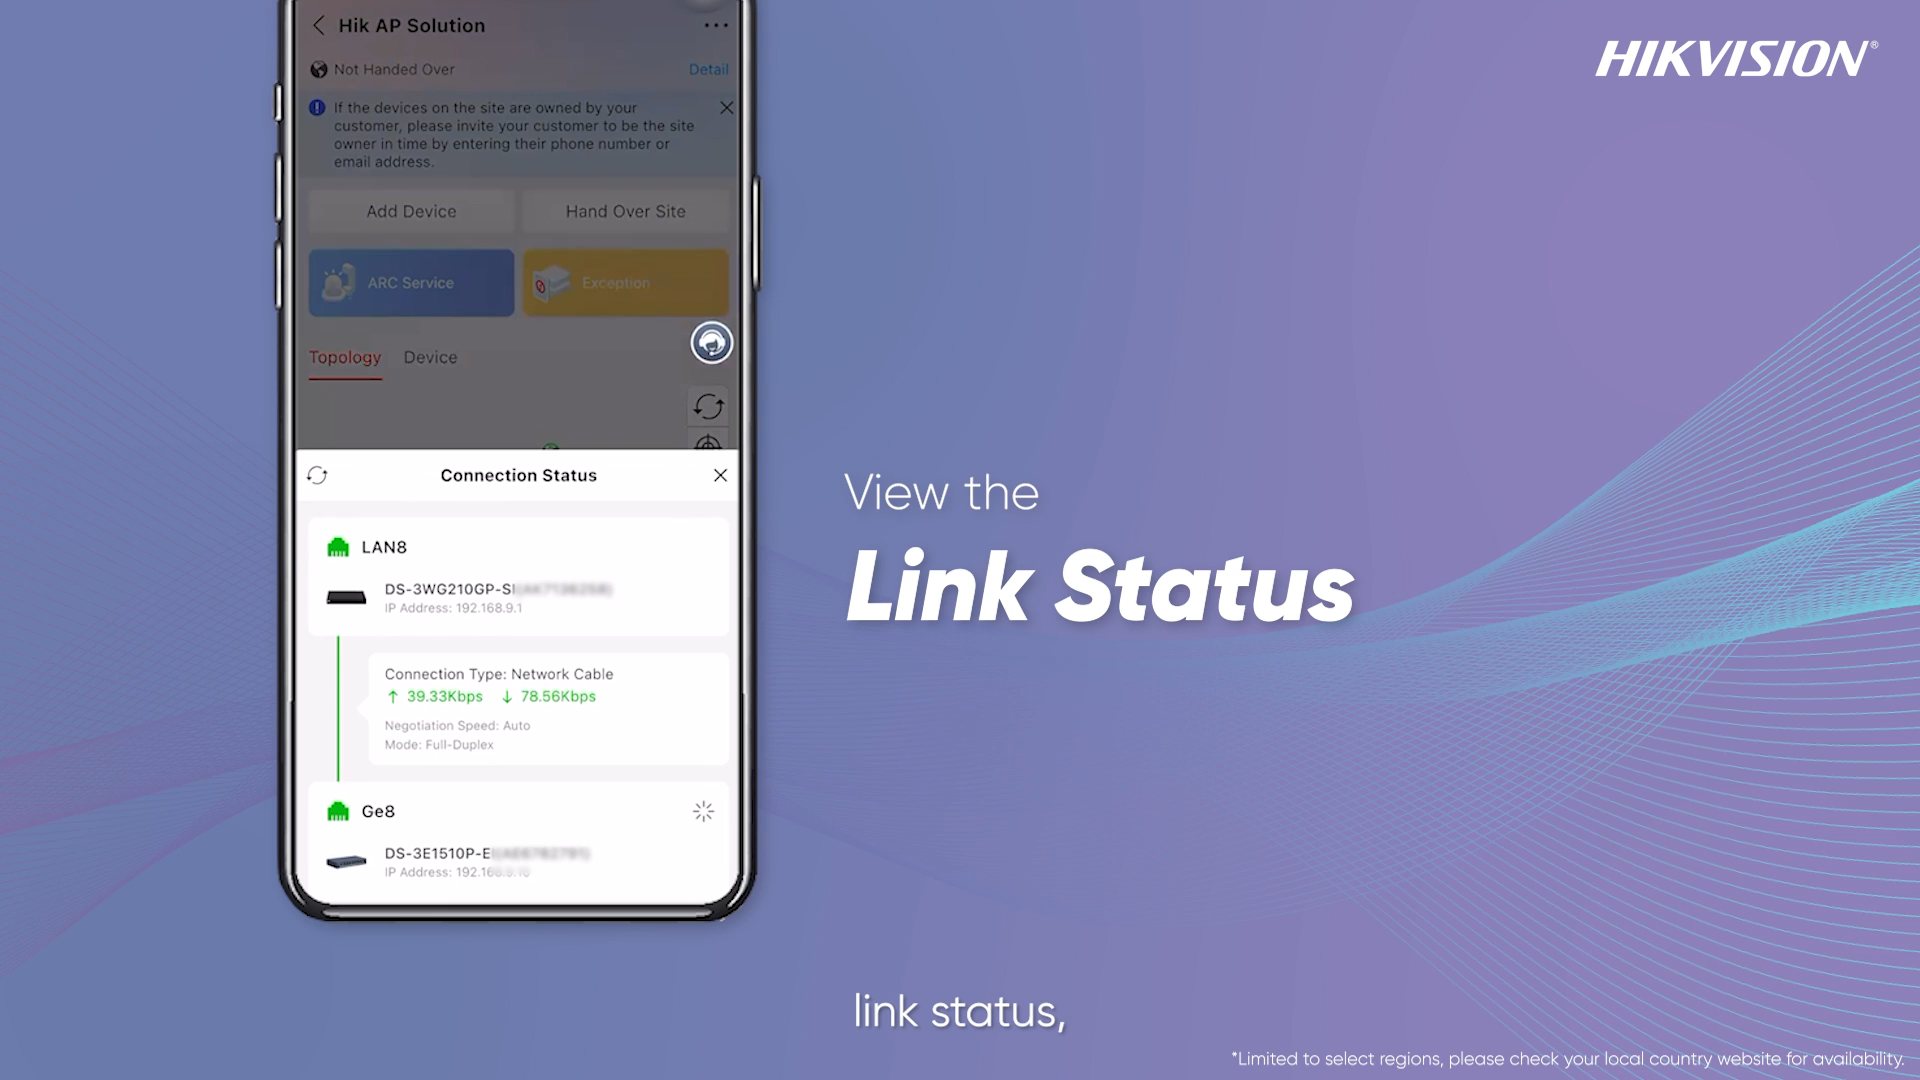 Hik AP Solution
Not Handed Over
Detail
If the devices on the site are owned by your
customer, please invite your customer to be the site
owner in time by entering their phone number or
email address.
Add Device
Hand Over Site
ARC Service
Exception
Topology
Device
Connection Status
LAN8
DS-3WG210GP-SI
IP Address: 192.168.9.1
Connection Type: Network Cable
↑ 39.33Kbps ↓ 78.56Kbps
Negotiation Speed: Auto
Mode: Full-Duplex
Ge8
DS-3E1510P-E
IP Address: 192.16
HIKVISION®
View the
Link Status
link status,
*Limited to select regions, please check your local country website for availability.